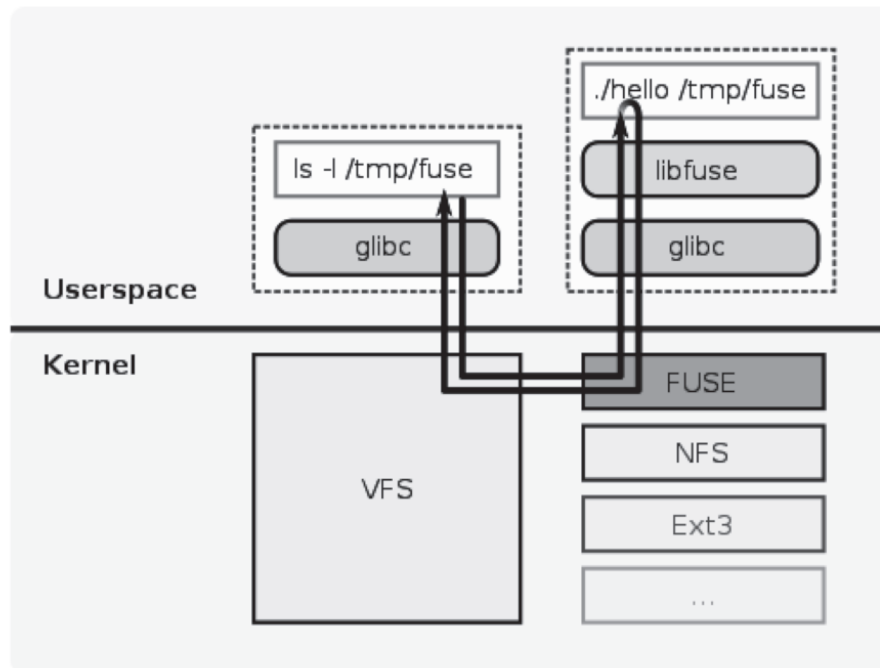 ./hello /tmp/fuse
ls -l /tmp/fuse
libfuse
glibc
glibc
Userspace
Kernel
FUSE
NFS
VFS
Ext3
...